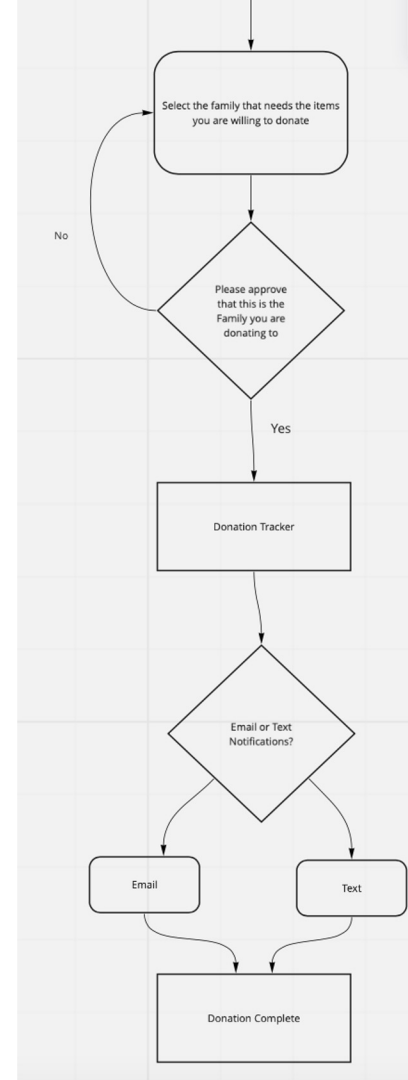 Select the family that needs the items
you are willing to donate
No
Please approve
that this is the
Family you are
donating to
Yes
Donation Tracker
Email or Text
Notifications?
Email
Text
Donation Complete